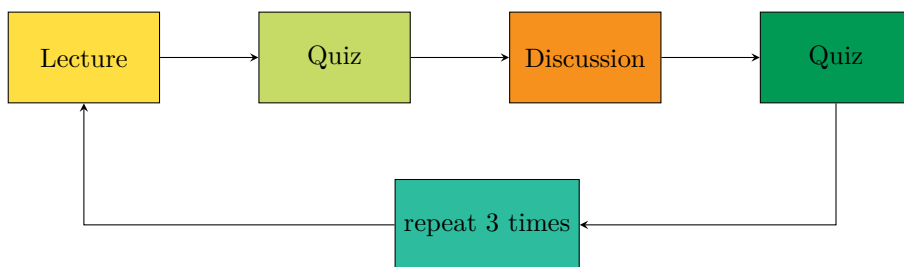 Lecture
Quiz
Discussion
Quiz
repeat 3 times